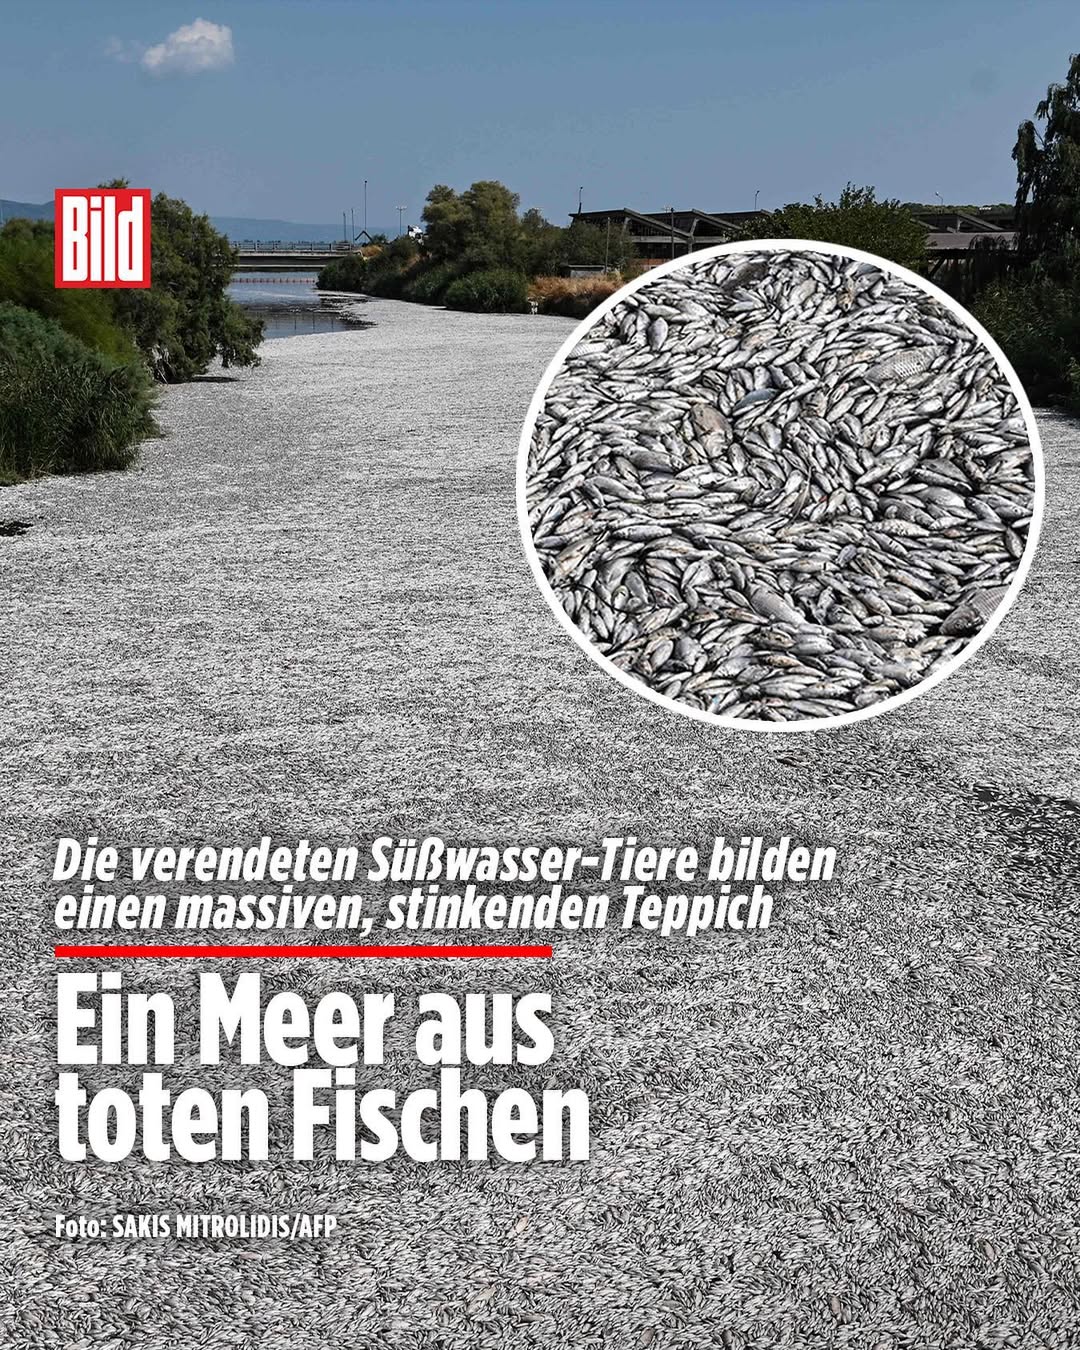 Bild
Die verendeten Süßwasser-Tiere bilden
einen massiven, stinkenden Teppich
Ein Meer aus
toten Fischen
Foto: SAKIS MITROLIDIS/AFP